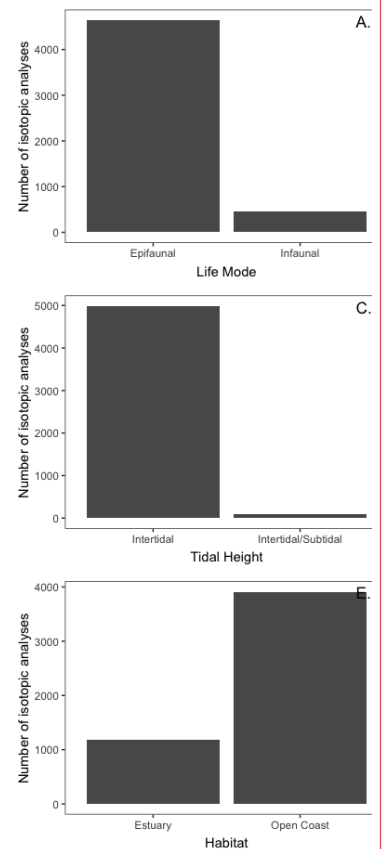 A.
Number of isotopic analyses
4000
3000
2000
1000
0
Epifaunal Infaunal
Life Mode
C.
Number of isotopic analyses
5000
4000
3000
2000
1000
0
Intertidal Intertidal/Subtidal
Tidal Height
E.
Number of isotopic analyses
4000
3000
2000
1000
0
Estuary Open Coast
Habitat